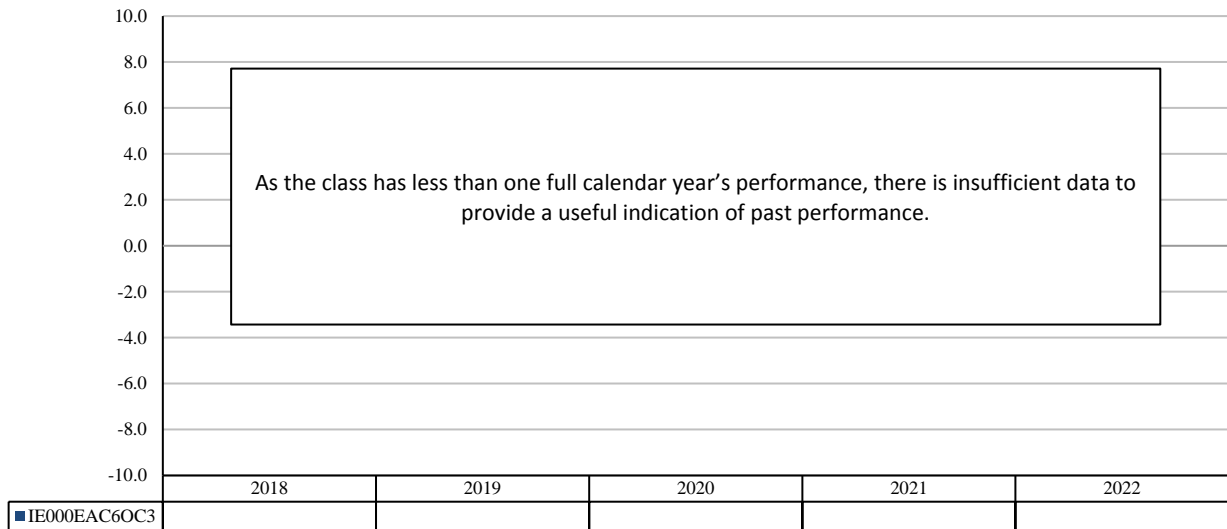 10.0
8.0
6.0
4.0
2.0
0.0
-2.0
-4.0
-6.0
-8.0
-10.0
As the class has less than one full calendar year’s performance, there is insufficient data to
provide a useful indication of past performance.
2018 2019 2020 2021 2022
IE000EAC6OC3